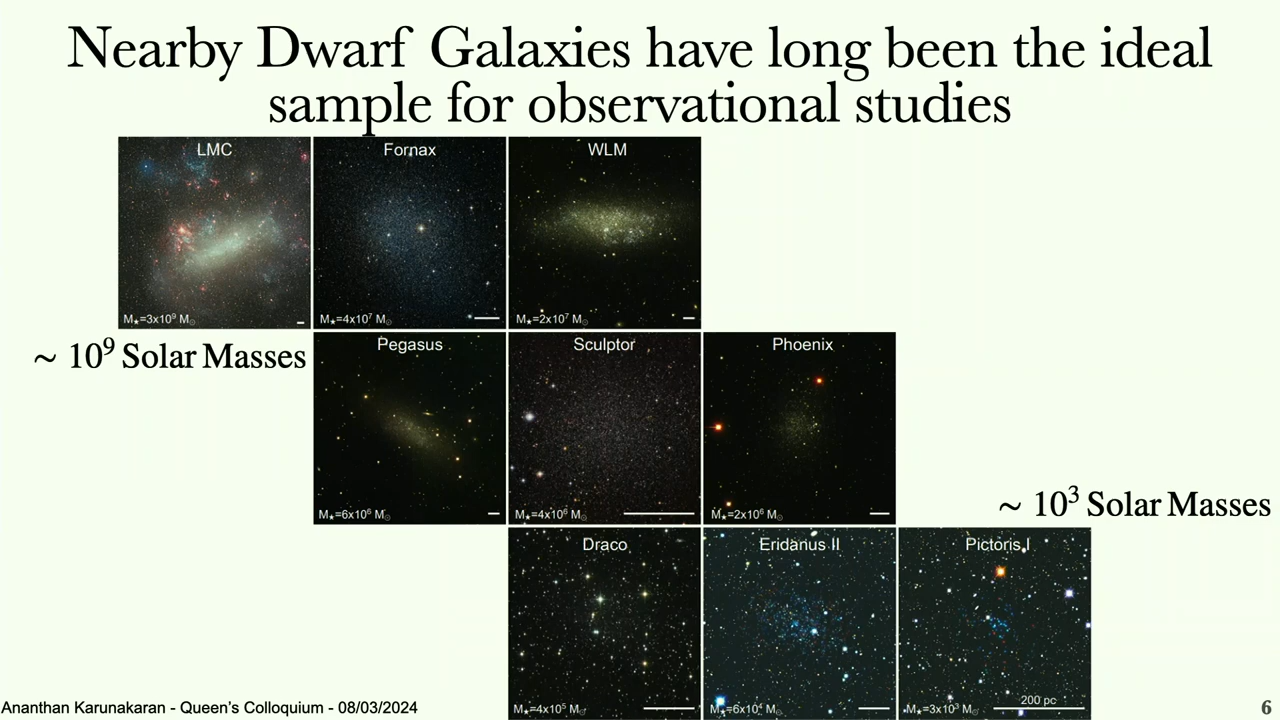 Nearby Dwarf Galaxies have long been the ideal
sample for observational studies
LMC
Fornax
WLM
M⋆=3x10⁹ M☉
M⋆=4x10⁷ M☉
M⋆=2x10⁷ M☉
~ 10⁹ Solar Masses
Pegasus
Sculptor
Phoenix
M⋆=6x10⁶ M☉
M⋆=4x10⁶ M☉
M⋆=2x10⁶ M☉
~ 10³ Solar Masses
Draco
Eridanus II
Pictoris I
M⋆=4x10⁵ M☉
M⋆=6x10⁴ M☉
M⋆=3x10³ M☉
200 pc
Ananthan Karunakaran - Queen's Colloquium - 08/03/2024
6